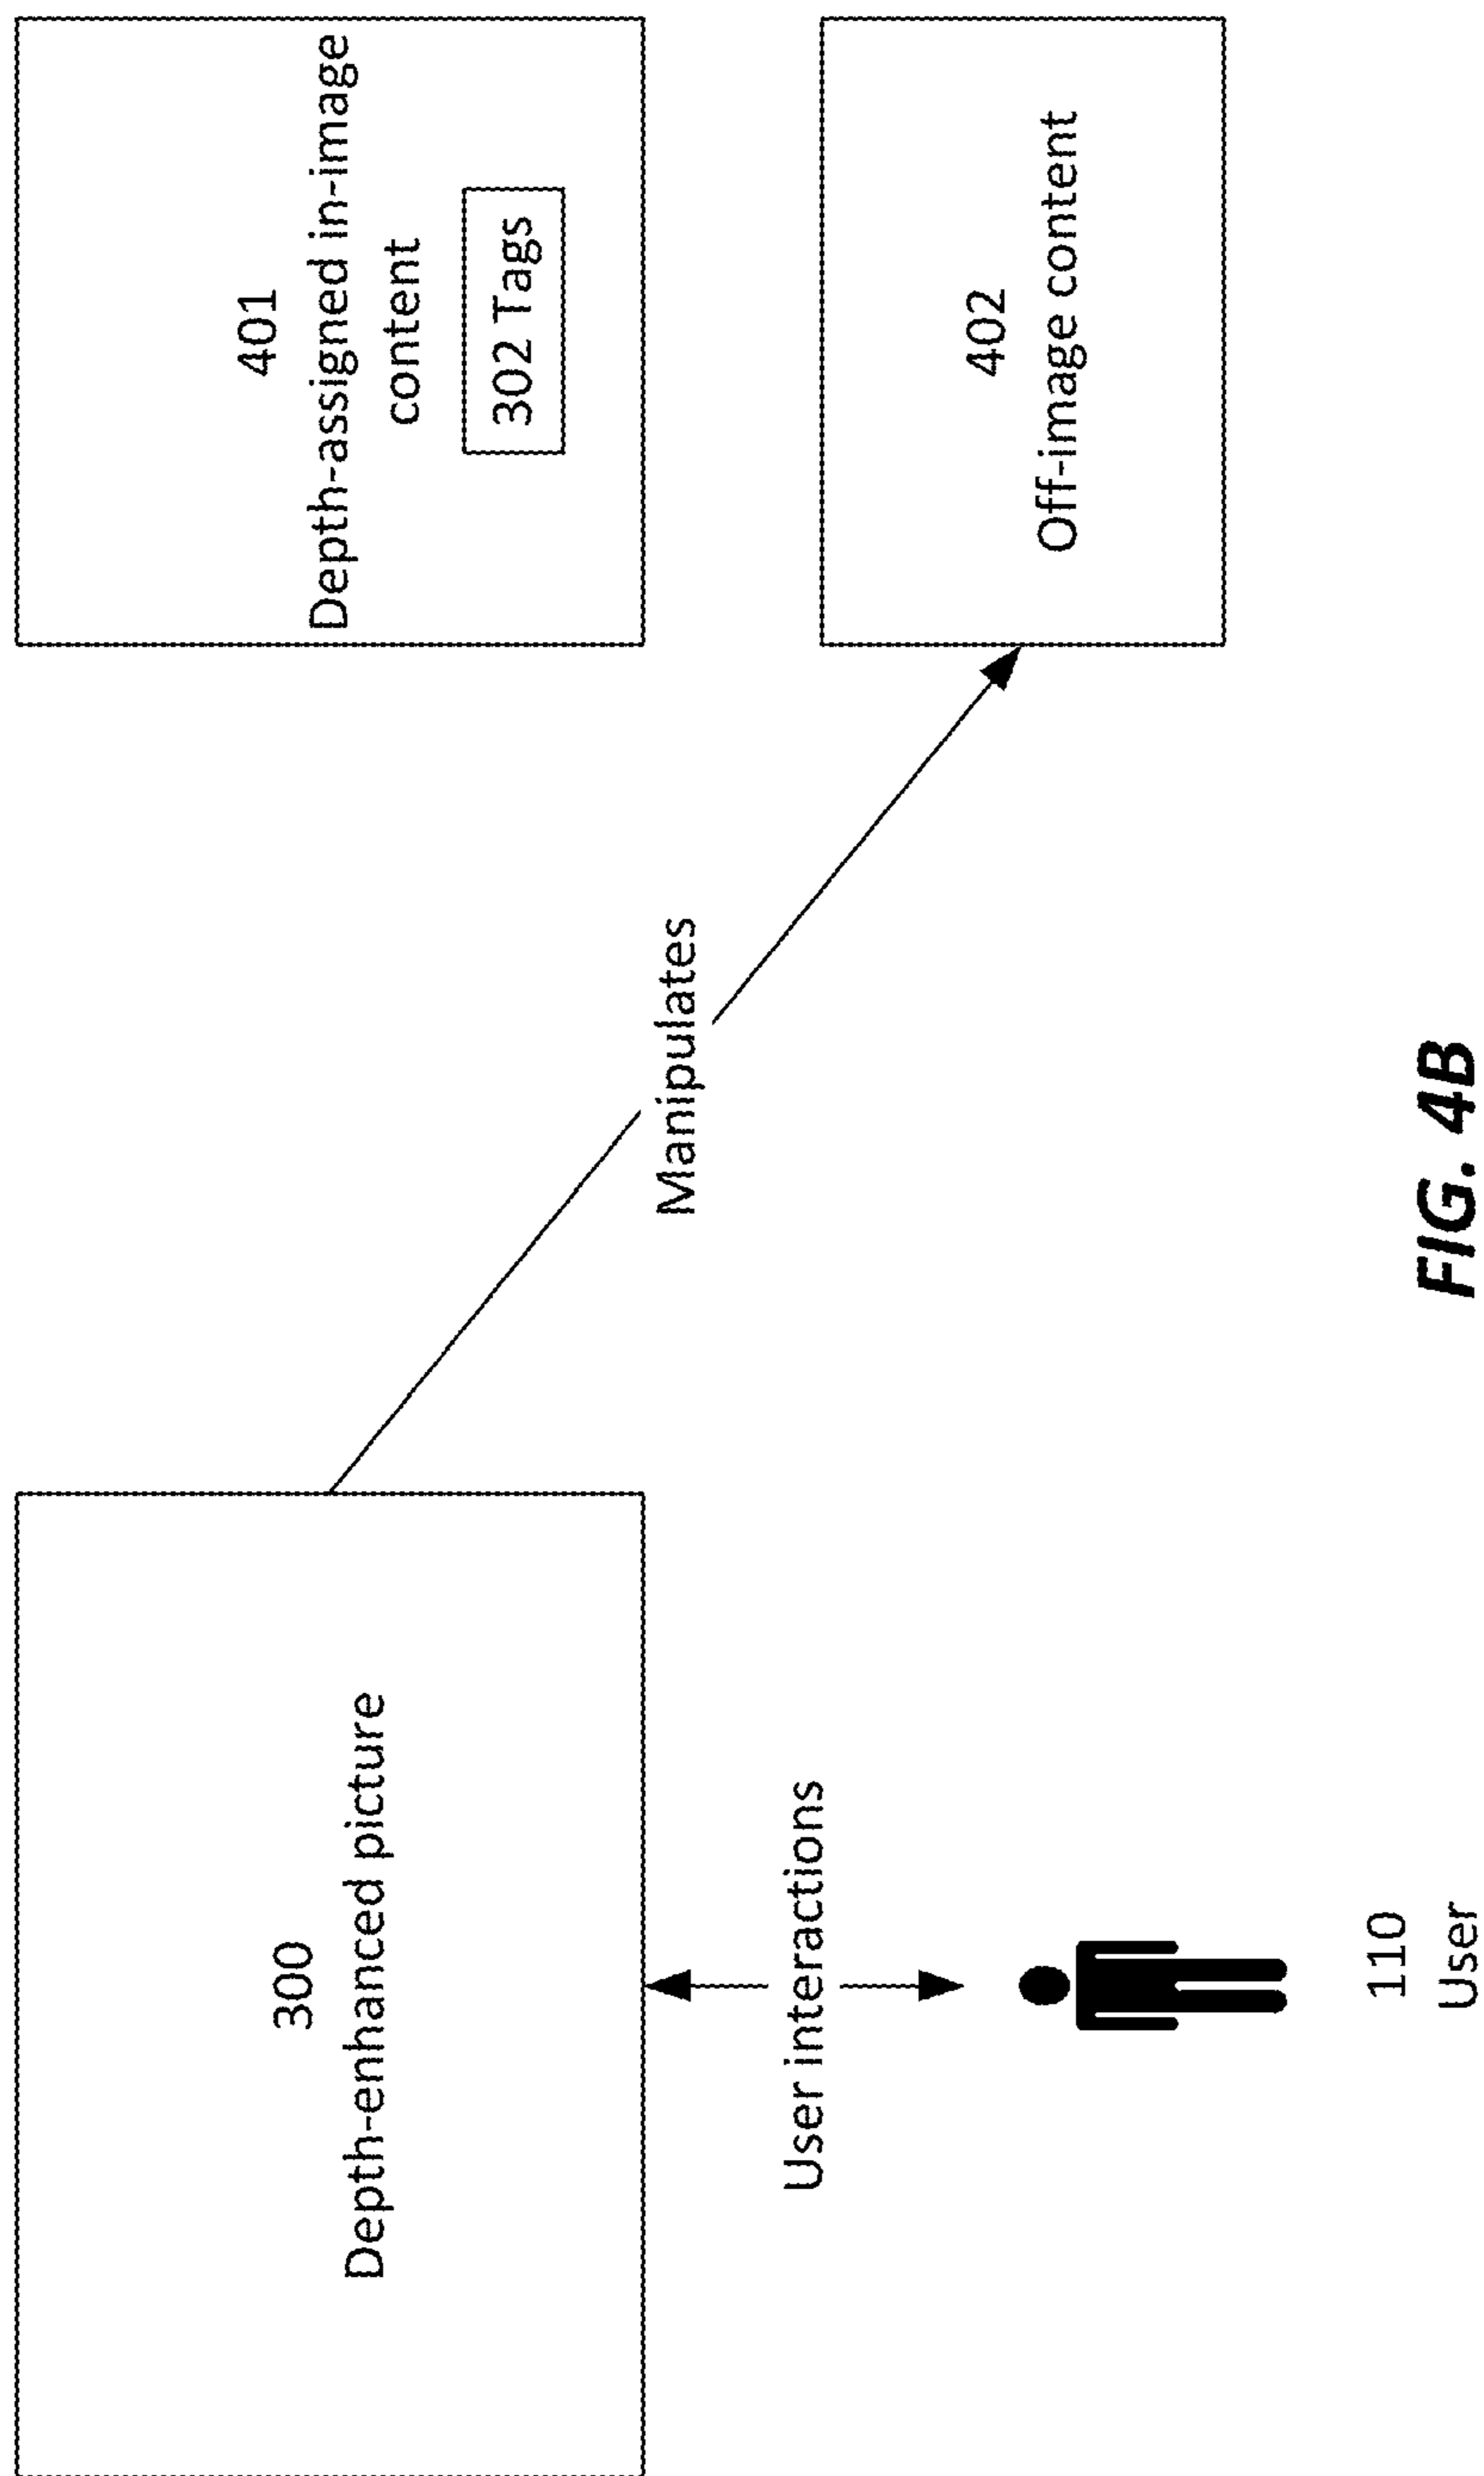 300
Depth-enhanced picture
User interactions
110
User
Manipulates
401
Depth-assigned in-image
content
302 Tags
402
Off-image content
FIG. 4B